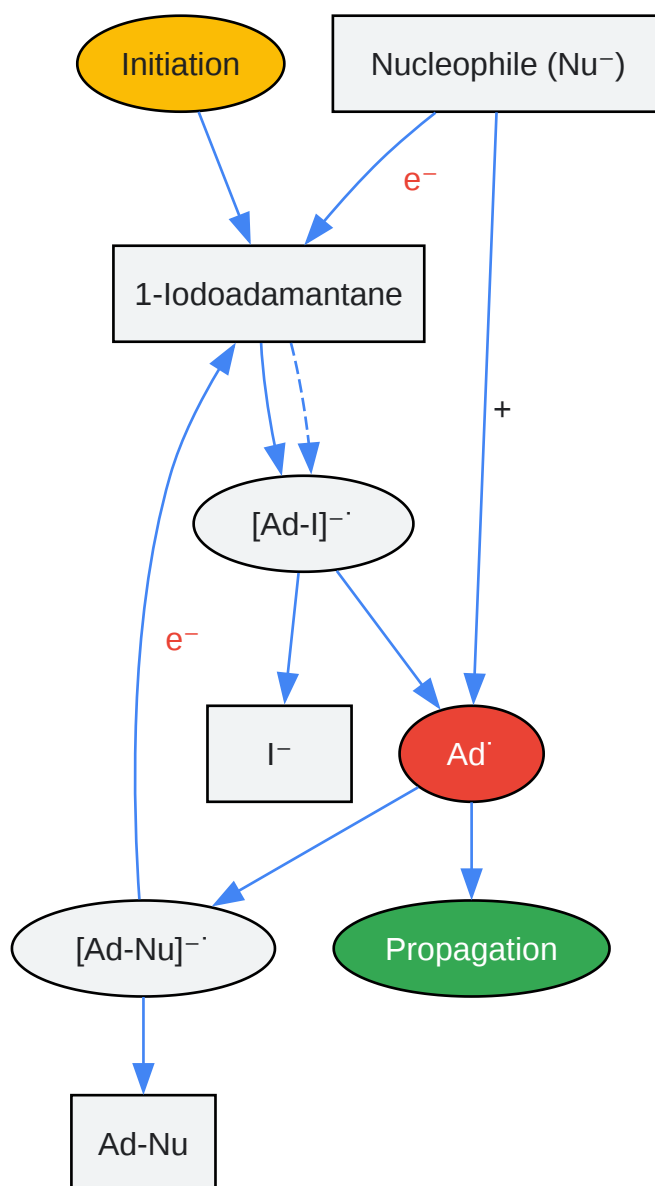 Initiation
Nucleophile (Nu⁻)
e⁻
1-Iodoadamantane
+
[Ad-I]⁻˙
e⁻
I⁻
Ad˙
[Ad-Nu]⁻˙
Propagation
Ad-Nu